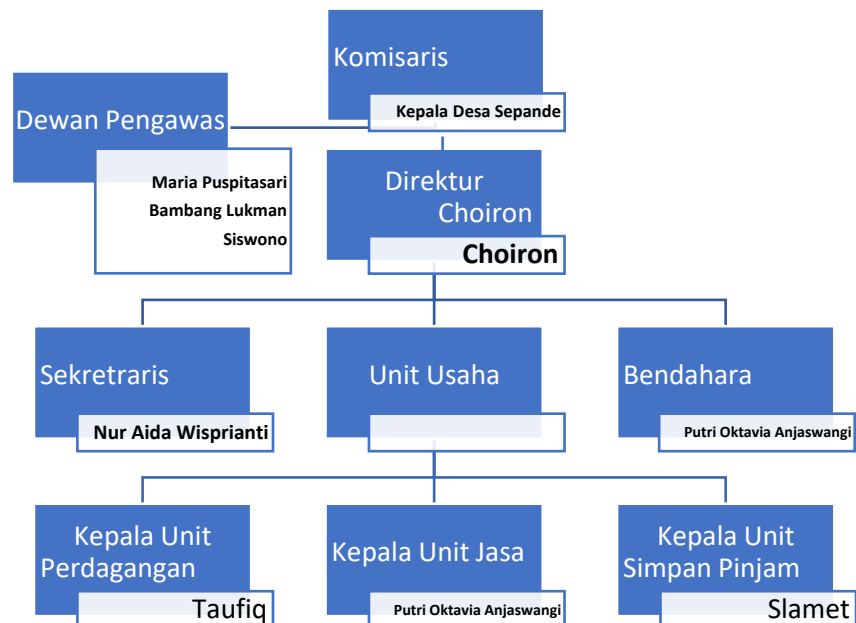 Komisaris
Kepala Desa Sepande
Dewan Pengawas
Maria Puspitasari
Bambang Lukman
Siswono
Direktur
Choiron
Choiron
Sekretraris
Nur Aida Wisprianti
Unit Usaha
Bendahara
Putri Oktavia Anjaswangi
Kepala Unit
Perdagangan
Taufiq
Kepala Unit Jasa
Putri Oktavia Anjaswangi
Kepala Unit
Simpan Pinjam
Slamet